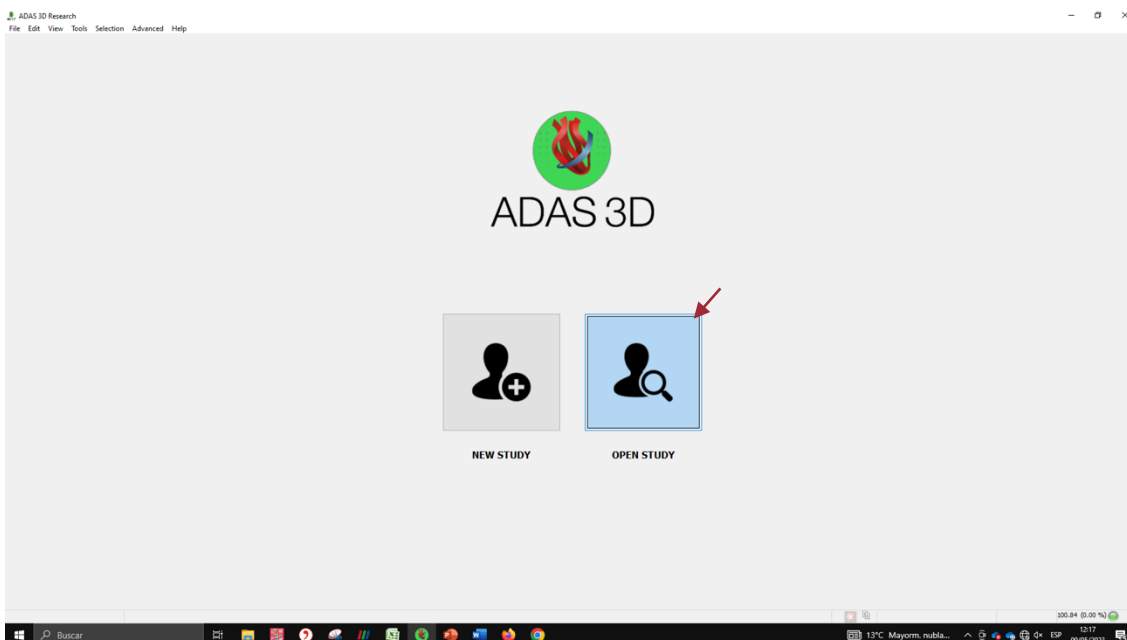 ADAS 3D Research
File Edit View Tools Selection Advanced Help
ADAS 3D
NEW STUDY
OPEN STUDY
100.84 (0.00 %)
Buscar
13°C Mayorm. nubla...
ESP
12:17